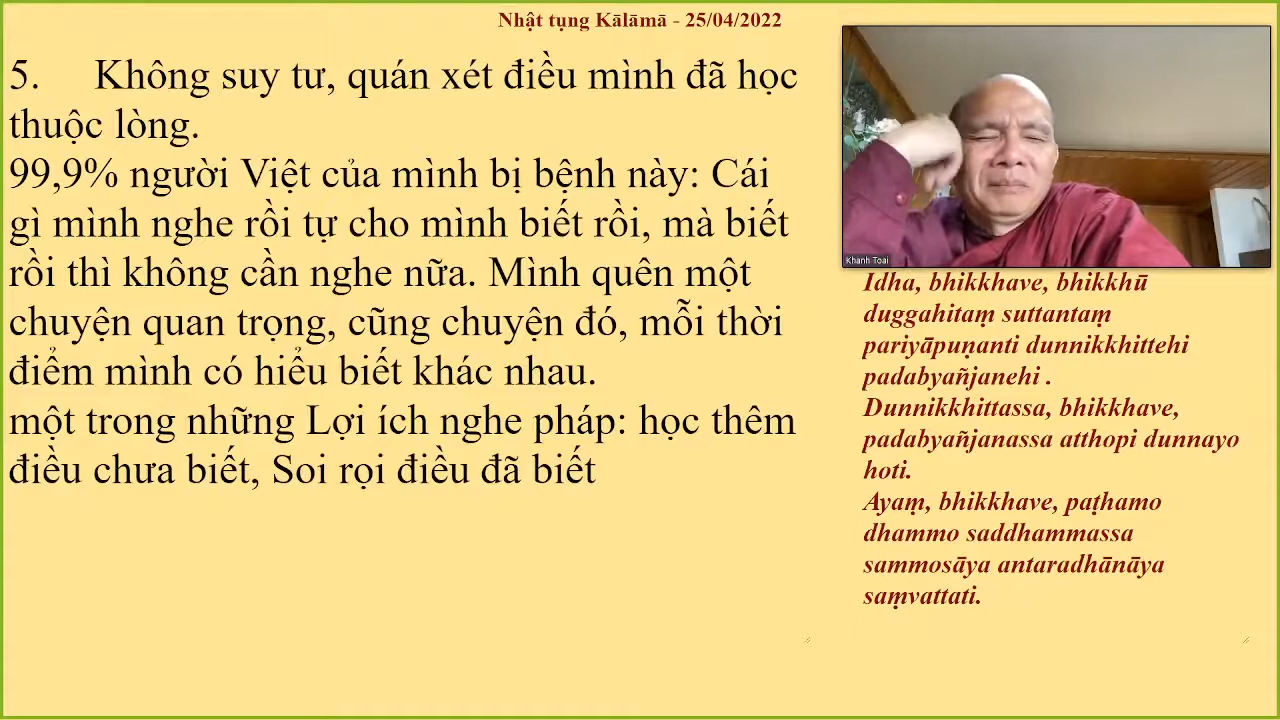 Nhật tụng Kālāmā - 25/04/2022
5. Không suy tư, quán xét điều mình đã học
thuộc lòng.
99,9% người Việt của mình bị bệnh này: Cái
gì mình nghe rồi tự cho mình biết rồi, mà biết
rồi thì không cần nghe nữa. Mình quên một
chuyện quan trọng, cũng chuyện đó, mỗi thời
điểm mình có hiểu biết khác nhau.
một trong những Lợi ích nghe pháp: học thêm
điều chưa biết, Soi rọi điều đã biết
Khanh Toai
Idha, bhikkhave, bhikkhū
duggahitaṃ suttantaṃ
pariyāpuṇanti dunnikkhittehi
padabyañjanehi .
Dunnikkhittassa, bhikkhave,
padabyañjanassa atthopi dunnayo
hoti.
Ayaṃ, bhikkhave, paṭhamo
dhammo saddhammassa
sammosāya antaradhānāya
saṃvattati.